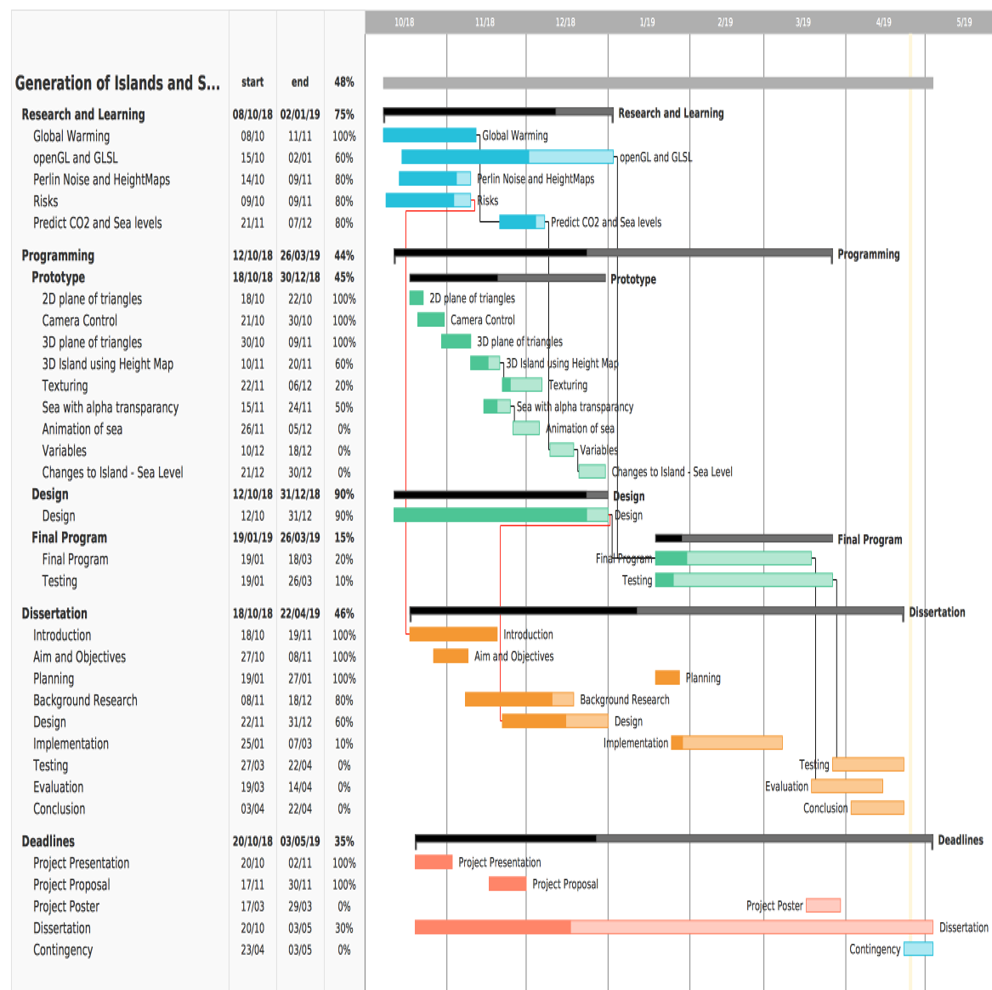 10/18 11/18 12/18 1/19 2/19 3/19 4/19 5/19
Generation of Islands and S... start end 48%
Research and Learning 08/10/18 02/01/19 75% Research and Learning
Global Warming 08/10 11/11 100% Global Warming
openGL and GLSL 15/10 02/01 60% openGL and GLSL
Perlin Noise and HeightMaps 14/10 09/11 80% Perlin Noise and HeightMaps
Risks 09/10 09/11 80% Risks
Predict CO2 and Sea levels 21/11 07/12 80% Predict CO2 and Sea levels
Programming 12/10/18 26/03/19 44% Programming
Prototype 18/10/18 30/12/18 45% Prototype
2D plane of triangles 18/10 22/10 100% 2D plane of triangles
Camera Control 21/10 30/10 100% Camera Control
3D plane of triangles 30/10 09/11 100% 3D plane of triangles
3D Island using Height Map 10/11 20/11 60% 3D Island using Height Map
Texturing 22/11 06/12 20% Texturing
Sea with alpha transparancy 15/11 24/11 50% Sea with alpha transparancy
Animation of sea 26/11 05/12 0% Animation of sea
Variables 10/12 18/12 0% Variables
Changes to Island - Sea Level 21/12 30/12 0% Changes to Island - Sea Level
Design 12/10/18 31/12/18 90% Design
Design 12/10 31/12 90% Design
Final Program 19/01/19 26/03/19 15% Final Program
Final Program 19/01 18/03 20% Final Program
Testing 19/01 26/03 10% Testing
Dissertation 18/10/18 22/04/19 46% Dissertation
Introduction 18/10 19/11 100% Introduction
Aim and Objectives 27/10 08/11 100% Aim and Objectives
Planning 19/01 27/01 100% Planning
Background Research 08/11 18/12 80% Background Research
Design 22/11 31/12 60% Design
Implementation 25/01 07/03 10% Implementation
Testing 27/03 22/04 0% Testing
Evaluation 19/03 14/04 0% Evaluation
Conclusion 03/04 22/04 0% Conclusion
Deadlines 20/10/18 03/05/19 35% Deadlines
Project Presentation 20/10 02/11 100% Project Presentation
Project Proposal 17/11 30/11 100% Project Proposal
Project Poster 17/03 29/03 0% Project Poster
Dissertation 20/10 03/05 30% Dissertation
Contingency 23/04 03/05 0% Contingency